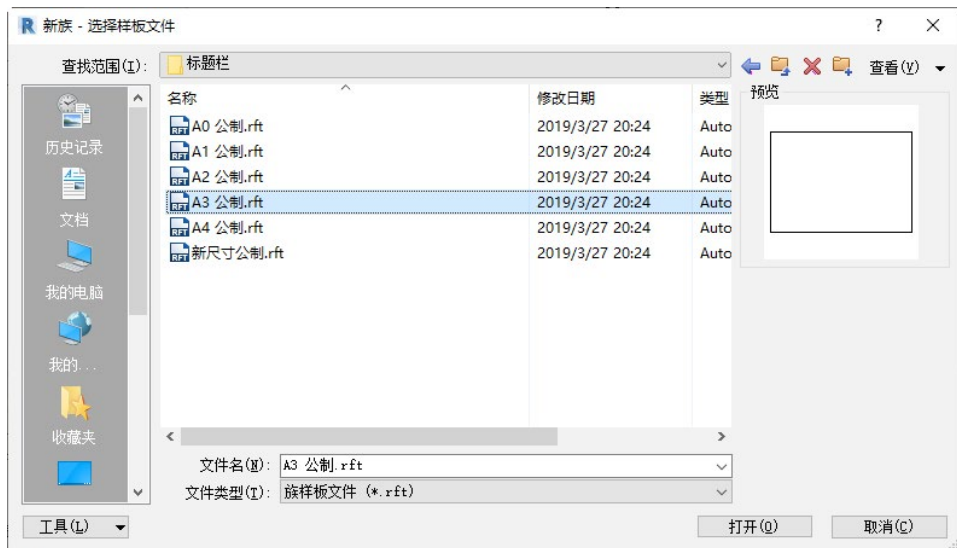 新族 - 选择样板文件 ?
查找范围(I): 标题栏 查看(V)
名称 修改日期 类型 预览
A0 公制.rft 2019/3/27 20:24 Auto
A1 公制.rft 2019/3/27 20:24 Auto
A2 公制.rft 2019/3/27 20:24 Auto
A3 公制.rft 2019/3/27 20:24 Auto
A4 公制.rft 2019/3/27 20:24 Auto
新尺寸公制.rft 2019/3/27 20:24 Auto
历史记录
文档
我的电脑
我的...
收藏夹
文件名(N): A3 公制.rft
文件类型(T): 族样板文件 (*.rft)
工具(L) 打开(O) 取消(C)